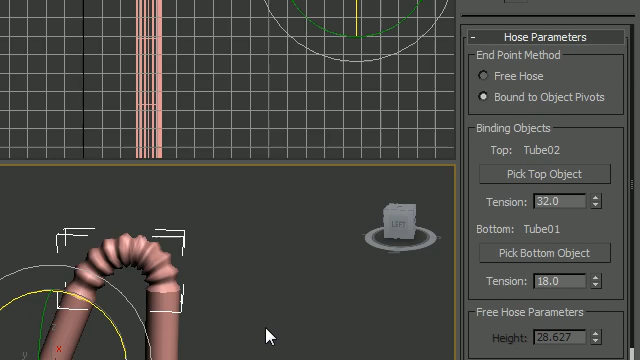 Hose Parameters
End Point Method
Free Hose
Bound to Object Pivots
Binding Objects
Top: Tube02
Pick Top Object
Tension: 32.0
Bottom: Tube01
Pick Bottom Object
Tension: 18.0
Free Hose Parameters
Height: 28.627
LEFT
x
y